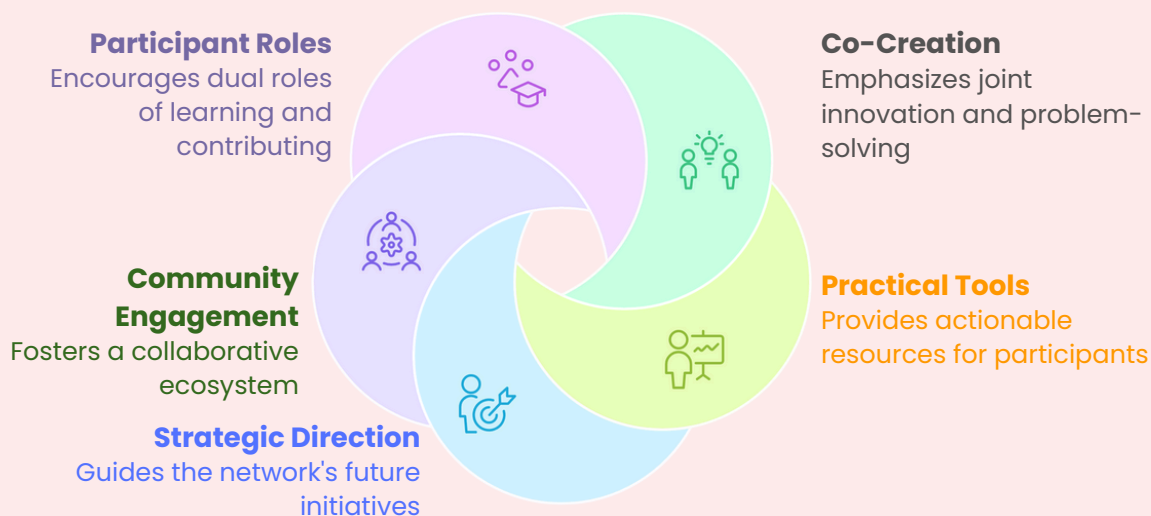 Participant Roles
Encourages dual roles
of learning and
contributing
Co-Creation
Emphasizes joint
innovation and problem-
solving
Community
Engagement
Fosters a collaborative
ecosystem
Practical Tools
Provides actionable
resources for participants
Strategic Direction
Guides the network's future
initiatives